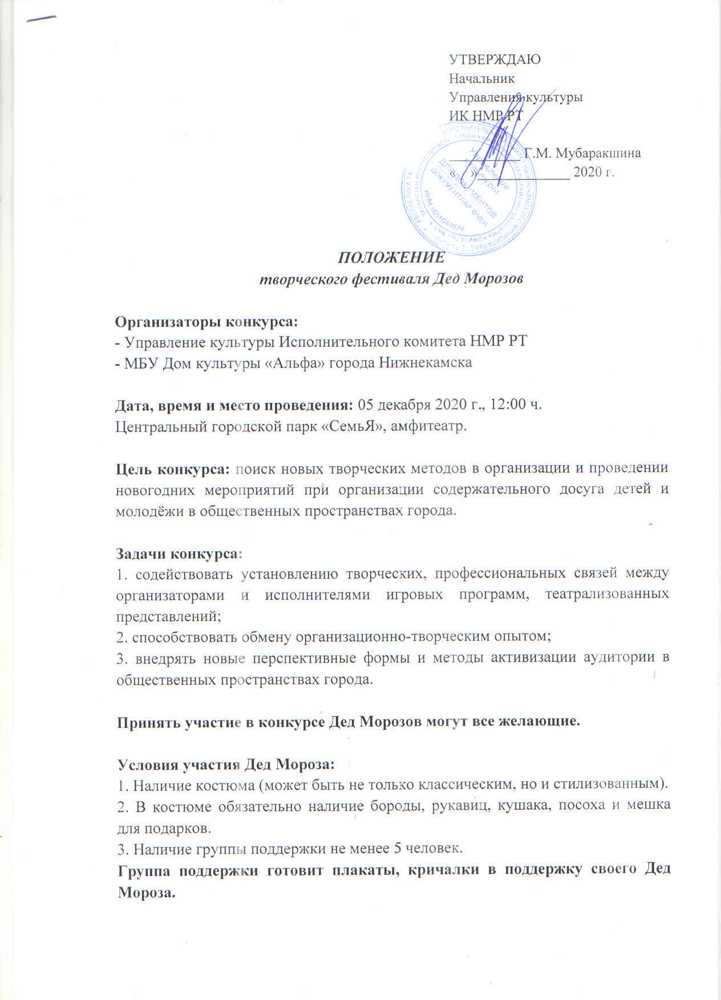 УТВЕРЖДАЮ
Начальник
Управления культуры
ИК НМР РТ
_________ Г.М. Мубаракшина
« » ____________ 2020 г.
Управление
культуры
ДЛЯ ДОКУМЕНТОВ
ДОКУМЕНТЛАР ӨЧЕН
ПОЛОЖЕНИЕ
творческого фестиваля Дед Морозов
Организаторы конкурса:
- Управление культуры Исполнительного комитета НМР РТ
- МБУ Дом культуры «Альфа» города Нижнекамска
Дата, время и место проведения: 05 декабря 2020 г., 12:00 ч.
Центральный городской парк «СемьЯ», амфитеатр.
Цель конкурса: поиск новых творческих методов в организации и проведении
новогодних мероприятий при организации содержательного досуга детей и
молодёжи в общественных пространствах города.
Задачи конкурса:
1. содействовать установлению творческих, профессиональных связей между
организаторами и исполнителями игровых программ, театрализованных
представлений;
2. способствовать обмену организационно-творческим опытом;
3. внедрять новые перспективные формы и методы активизации аудитории в
общественных пространствах города.
Принять участие в конкурсе Дед Морозов могут все желающие.
Условия участия Дед Мороза:
1. Наличие костюма (может быть не только классическим, но и стилизованным).
2. В костюме обязательно наличие бороды, рукавиц, кушака, посоха и мешка
для подарков.
3. Наличие группы поддержки не менее 5 человек.
Группа поддержки готовит плакаты, кричалки в поддержку своего Дед
Мороза.